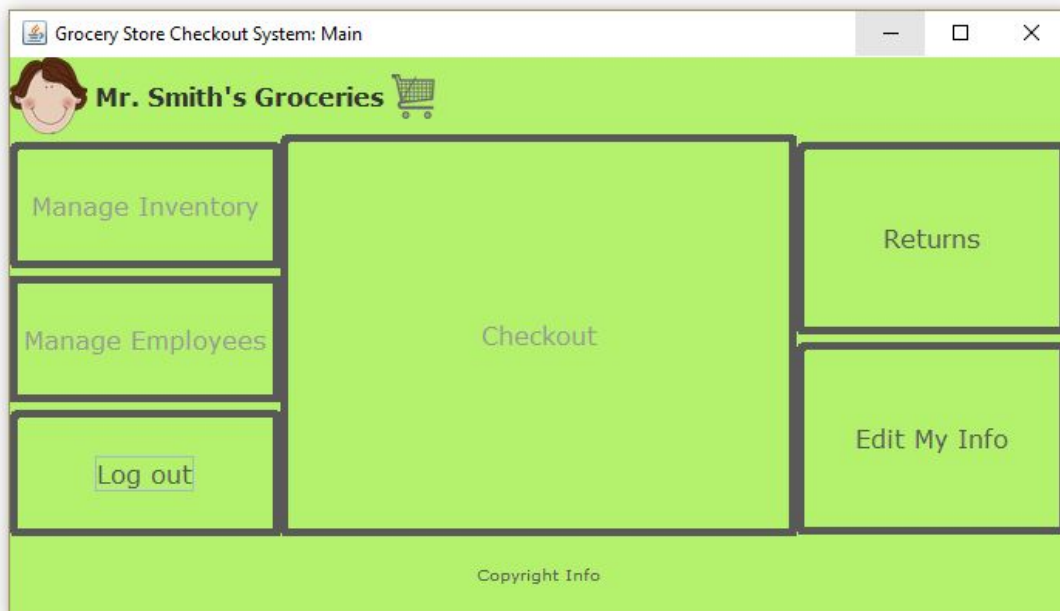 Grocery Store Checkout System: Main
Mr. Smith's Groceries
Manage Inventory
Manage Employees
Log out
Checkout
Returns
Edit My Info
Copyright Info